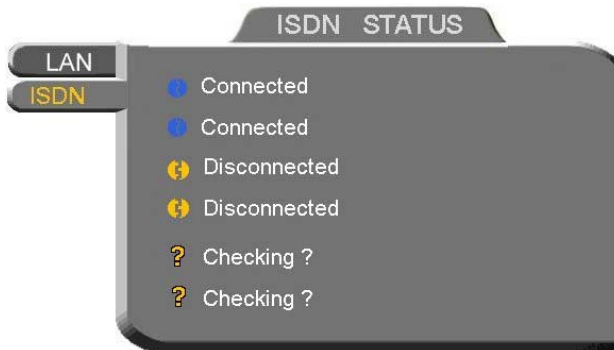 ISDN STATUS
LAN
ISDN
Connected
Connected
Disconnected
Disconnected
? Checking ?
? Checking ?